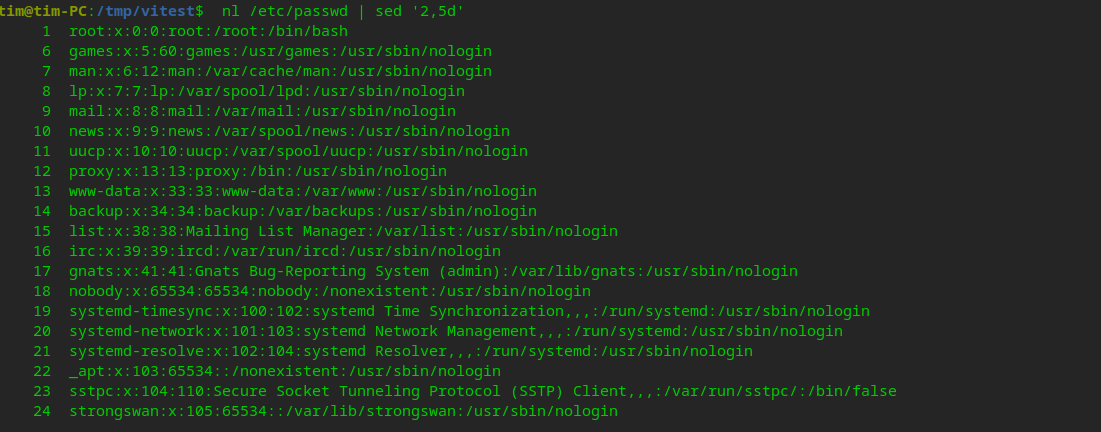 tim@tim-PC:/tmp/vitest$  nl /etc/passwd | sed '2,5d'
     1  root:x:0:0:root:/root:/bin/bash
     6  games:x:5:60:games:/usr/games:/usr/sbin/nologin
     7  man:x:6:12:man:/var/cache/man:/usr/sbin/nologin
     8  lp:x:7:7:lp:/var/spool/lpd:/usr/sbin/nologin
     9  mail:x:8:8:mail:/var/mail:/usr/sbin/nologin
    10  news:x:9:9:news:/var/spool/news:/usr/sbin/nologin
    11  uucp:x:10:10:uucp:/var/spool/uucp:/usr/sbin/nologin
    12  proxy:x:13:13:proxy:/bin:/usr/sbin/nologin
    13  www-data:x:33:33:www-data:/var/www:/usr/sbin/nologin
    14  backup:x:34:34:backup:/var/backups:/usr/sbin/nologin
    15  list:x:38:38:Mailing List Manager:/var/list:/usr/sbin/nologin
    16  irc:x:39:39:ircd:/var/run/ircd:/usr/sbin/nologin
    17  gnats:x:41:41:Gnats Bug-Reporting System (admin):/var/lib/gnats:/usr/sbin/nologin
    18  nobody:x:65534:65534:nobody:/nonexistent:/usr/sbin/nologin
    19  systemd-timesync:x:100:102:systemd Time Synchronization,,,:/run/systemd:/usr/sbin/nologin
    20  systemd-network:x:101:103:systemd Network Management,,,:/run/systemd:/usr/sbin/nologin
    21  systemd-resolve:x:102:104:systemd Resolver,,,:/run/systemd:/usr/sbin/nologin
    22  _apt:x:103:65534::/nonexistent:/usr/sbin/nologin
    23  sstpc:x:104:110:Secure Socket Tunneling Protocol (SSTP) Client,,,:/var/run/sstpc/:/bin/false
    24  strongswan:x:105:65534::/var/lib/strongswan:/usr/sbin/nologin